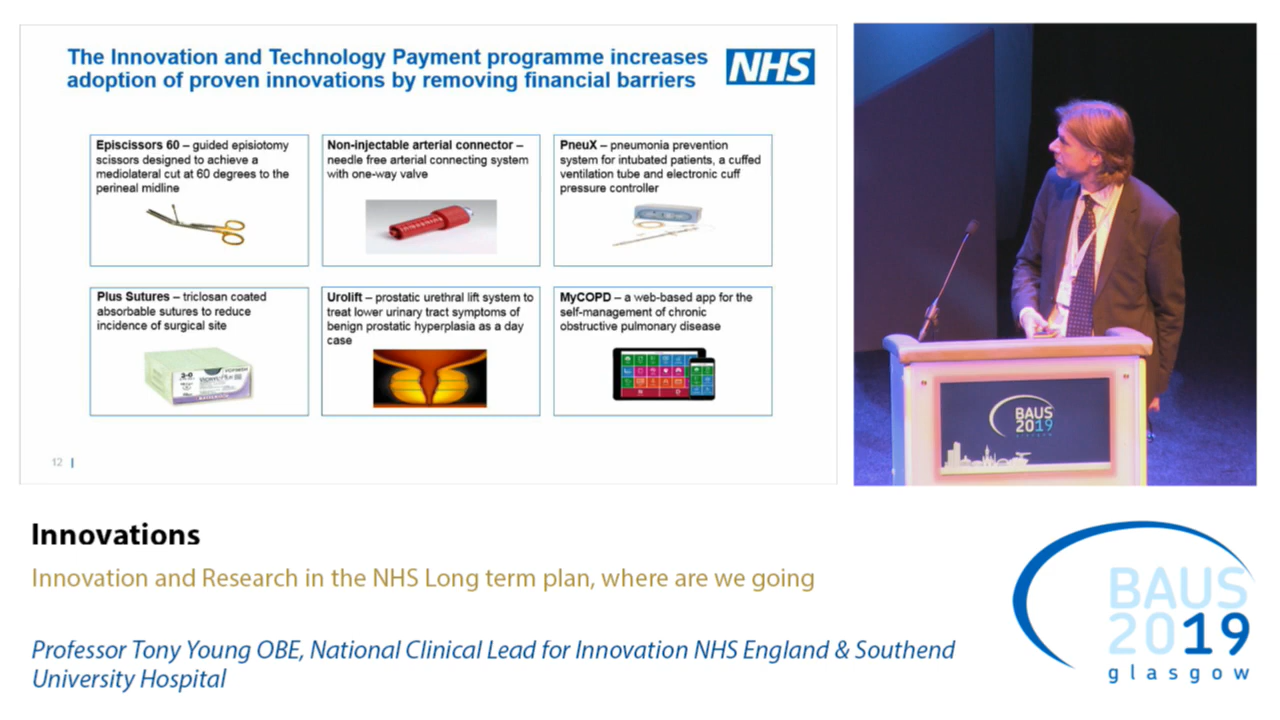 The Innovation and Technology Payment programme increases
adoption of proven innovations by removing financial barriers
NHS
Episcissors 60 – guided episiotomy
scissors designed to achieve a
mediolateral cut at 60 degrees to the
perineal midline
Non-injectable arterial connector –
needle free arterial connecting system
with one-way valve
PneuX – pneumonia prevention
system for intubated patients, a cuffed
ventilation tube and electronic cuff
pressure controller
Plus Sutures – triclosan coated
absorbable sutures to reduce
incidence of surgical site
2-0
Urolift – prostatic urethral lift system to
treat lower urinary tract symptoms of
benign prostatic hyperplasia as a day
case
MyCOPD – a web-based app for the
self-management of chronic
obstructive pulmonary disease
12
BAUS
2019
glasgow
Innovations
Innovation and Research in the NHS Long term plan, where are we going
Professor Tony Young OBE, National Clinical Lead for Innovation NHS England & Southend
University Hospital
BAUS
2019
glasgow